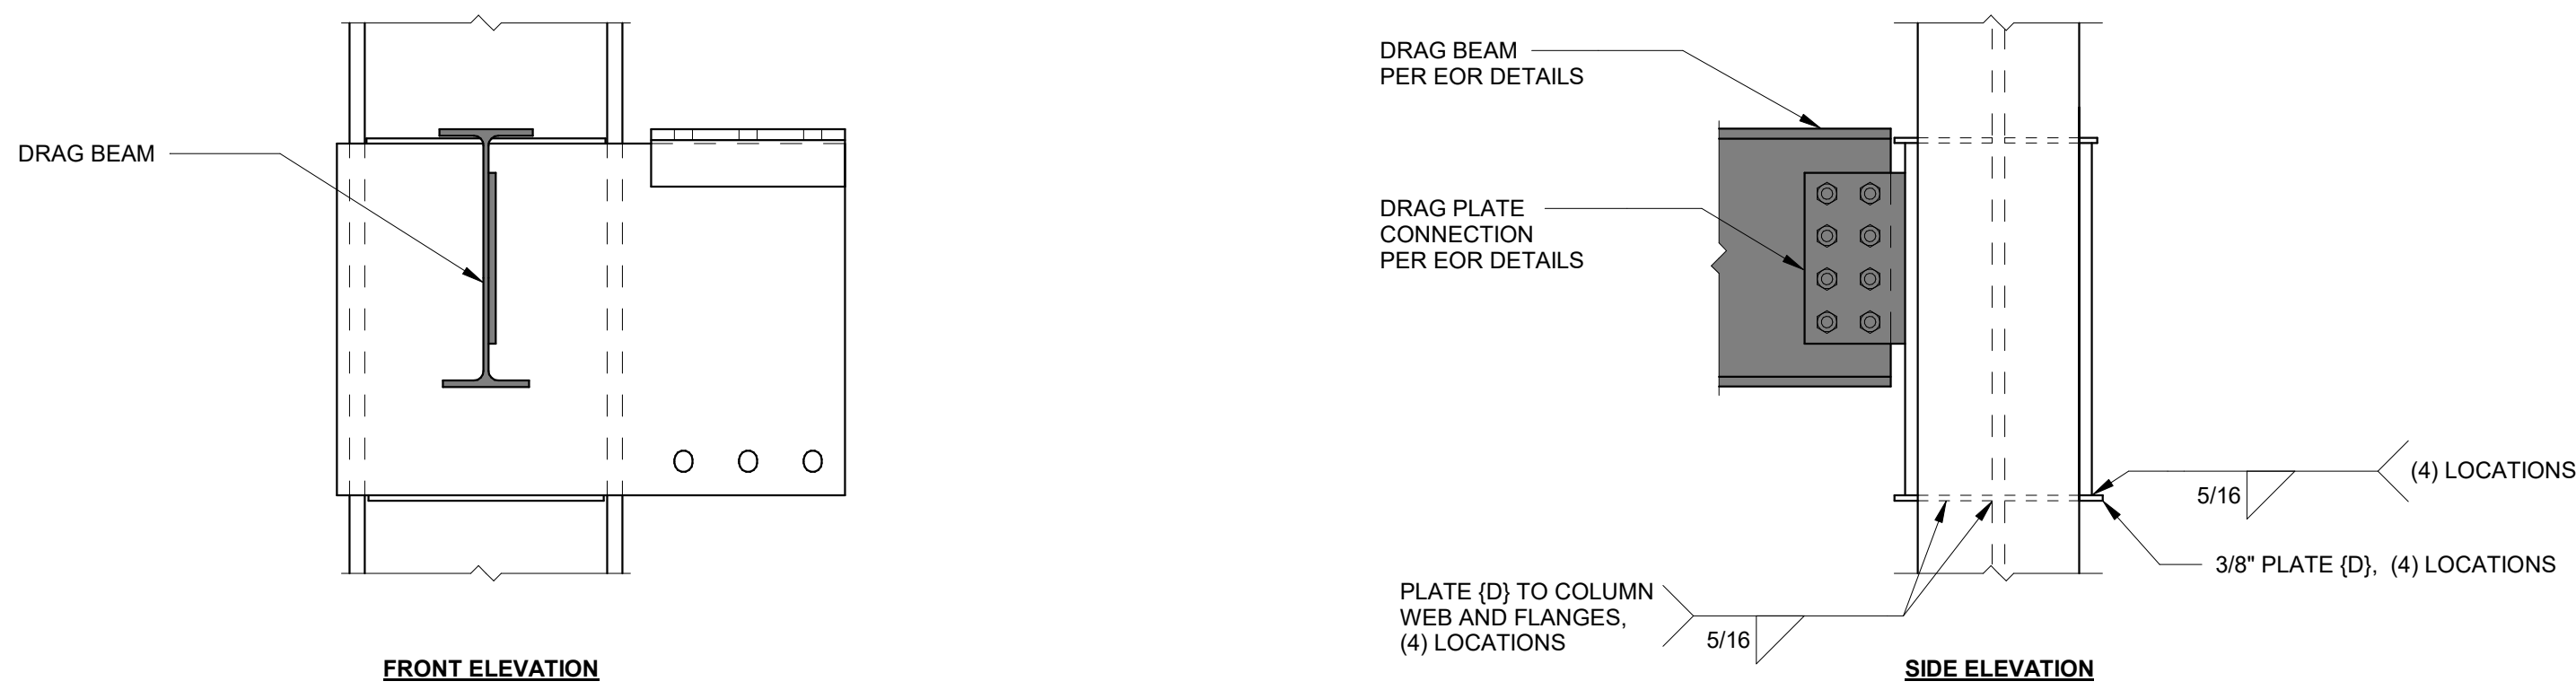 DRAG BEAM
FRONT ELEVATION
DRAG BEAM
PER EOR DETAILS
DRAG PLATE
CONNECTION
PER EOR DETAILS
(4) LOCATIONS
5/16
3/8" PLATE {D}, (4) LOCATIONS
PLATE {D} TO COLUMN
WEB AND FLANGES,
(4) LOCATIONS
5/16
SIDE ELEVATION